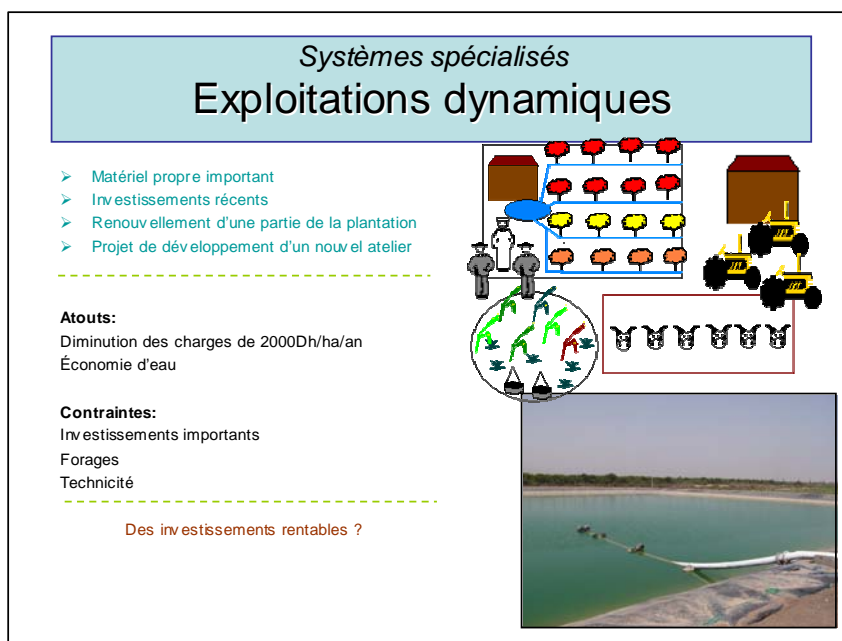 Systèmes spécialisés
Exploitations dynamiques
Matériel propre important
Investissements récents
Renouvellement d'une partie de la plantation
Projet de développement d'un nouvel atelier
Atouts:
Diminution des charges de 2000Dh/ha/an
Économie d'eau
Contraintes:
Investissements importants
Forages
Technicité
Des investissements rentables ?